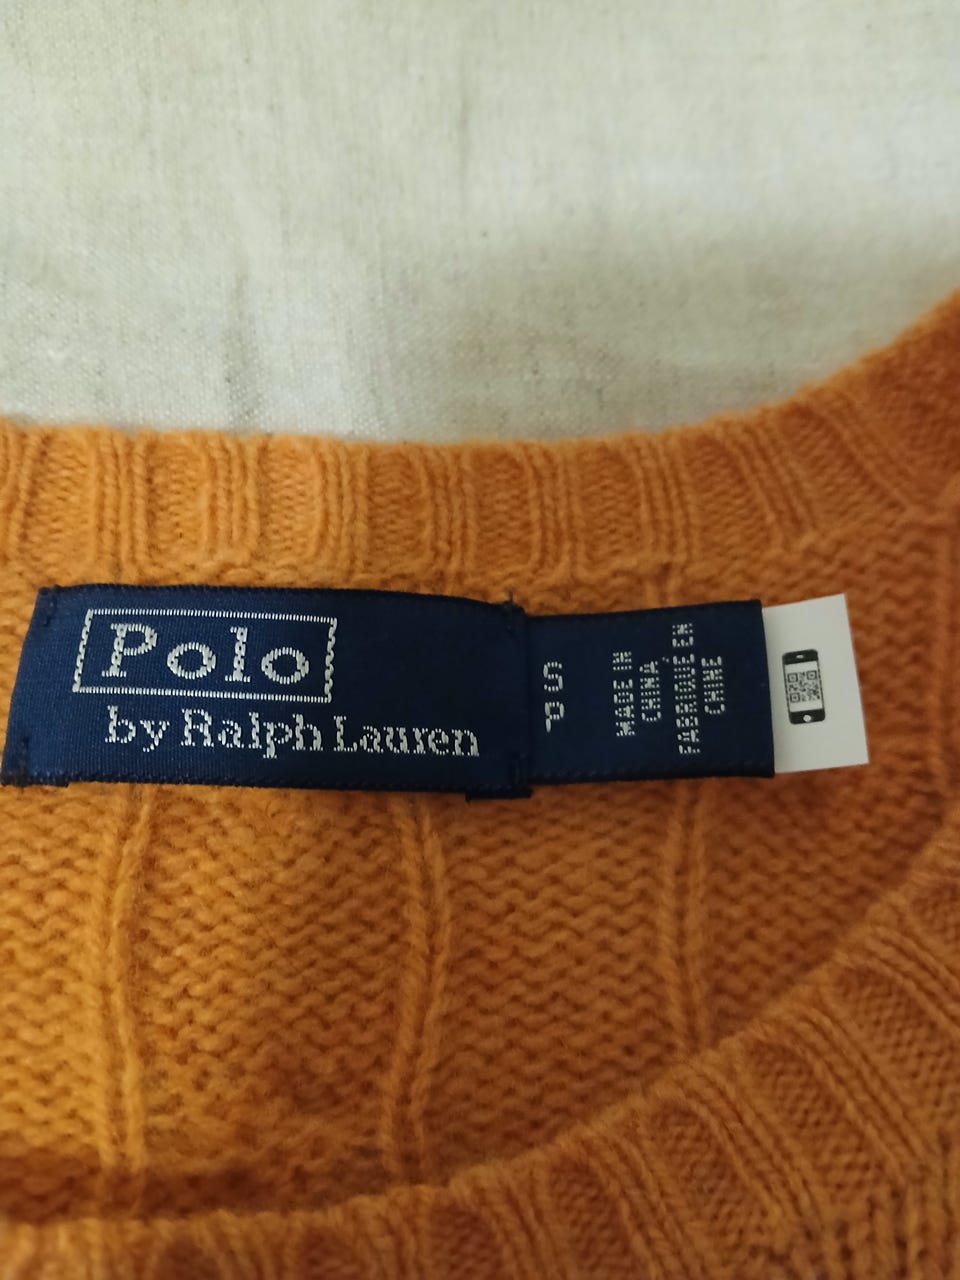 Polo
by Ralph Lauren
P S
MADE IN
CHINA
FABRIQUÉ EN
CHINE